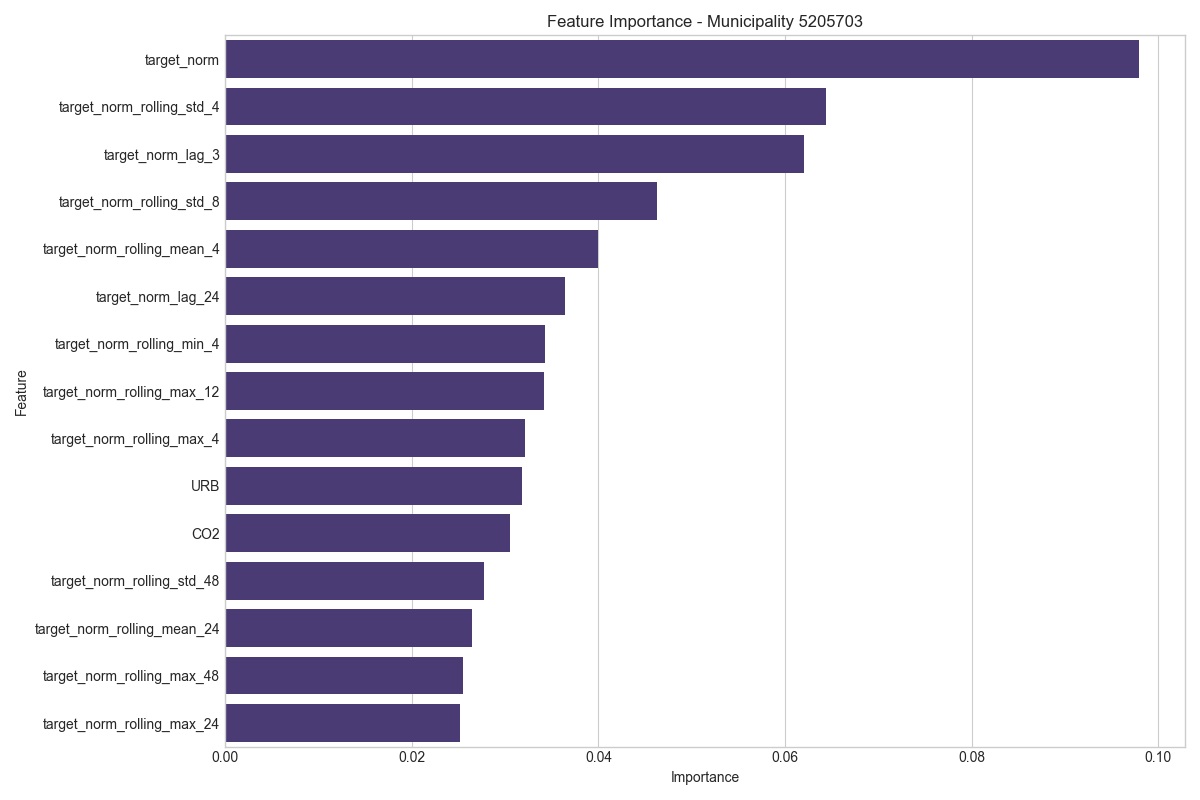 Feature Importance - Municipality 5205703
Feature
target_norm
target_norm_rolling_std_4
target_norm_lag_3
target_norm_rolling_std_8
target_norm_rolling_mean_4
target_norm_lag_24
target_norm_rolling_min_4
target_norm_rolling_max_12
target_norm_rolling_max_4
URB
CO2
target_norm_rolling_std_48
target_norm_rolling_mean_24
target_norm_rolling_max_48
target_norm_rolling_max_24
0.00 0.02 0.04 0.06 0.08 0.10
Importance